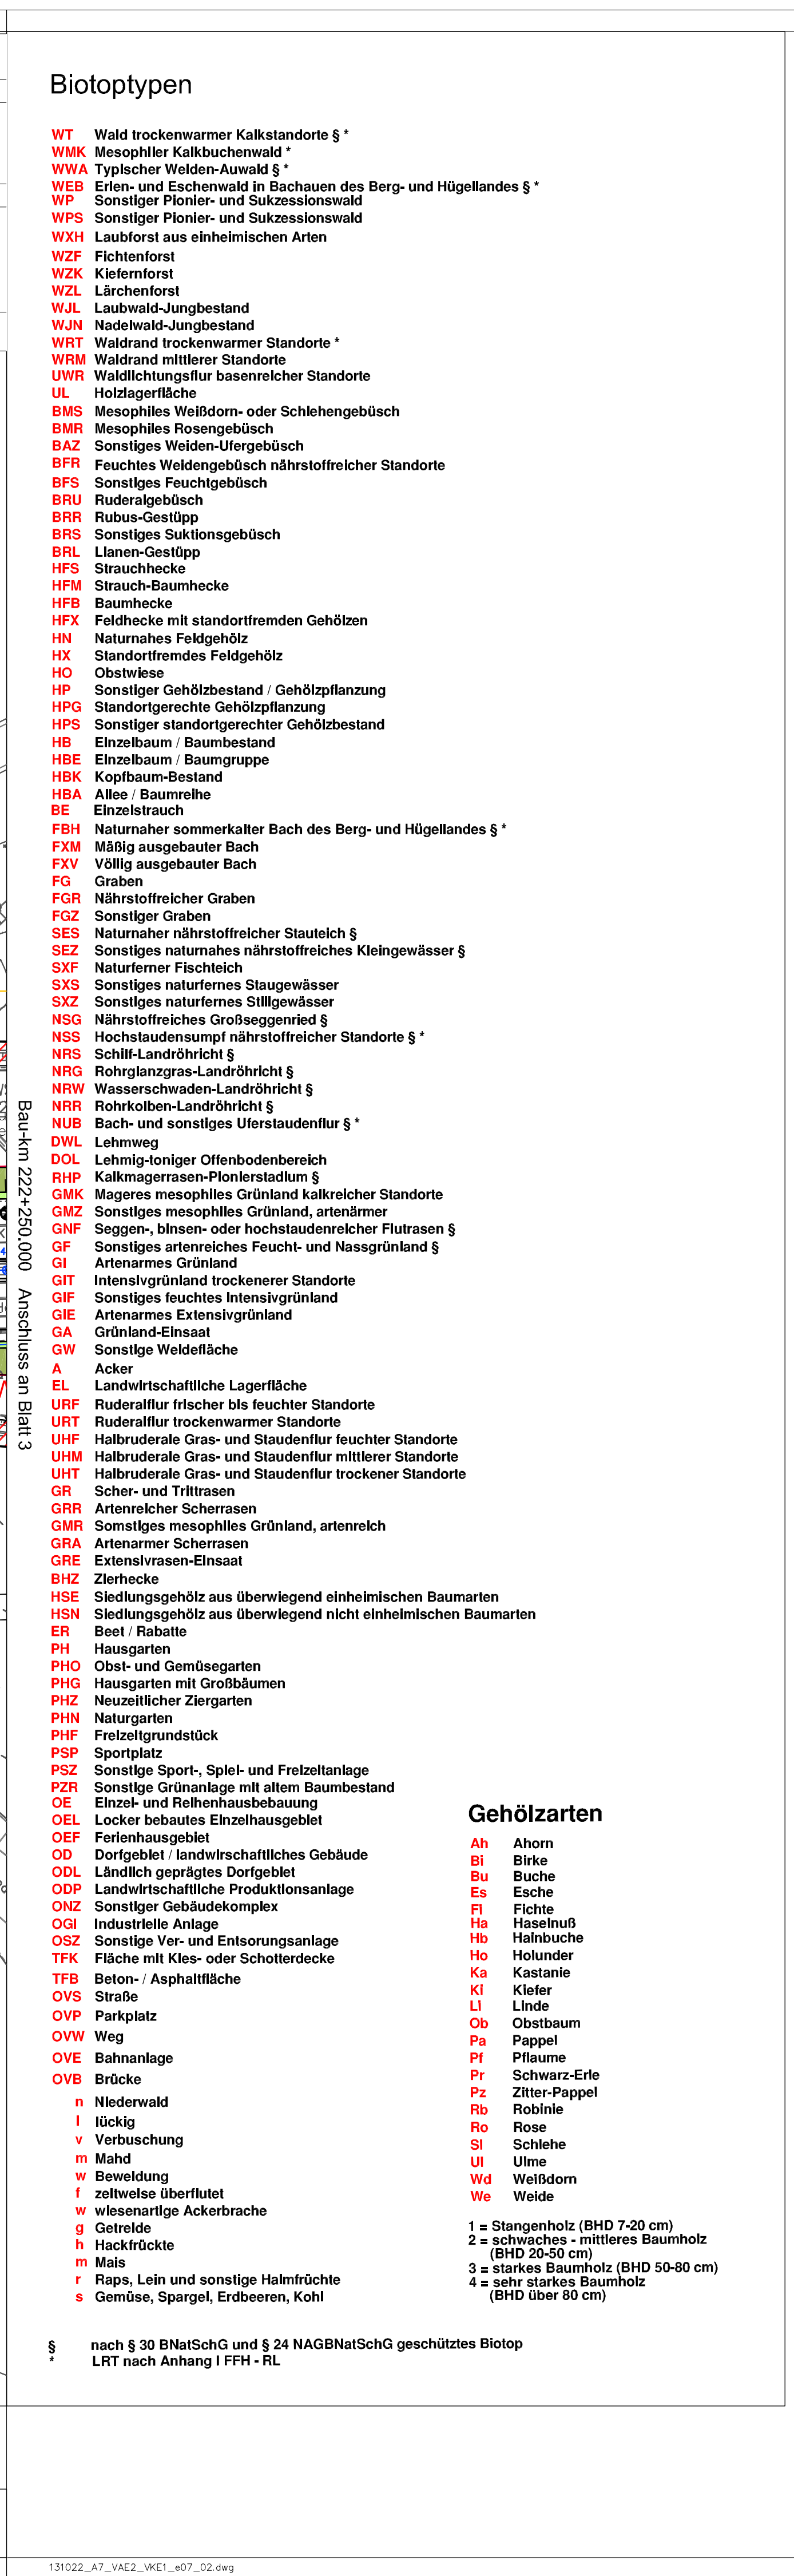 Biotoptypen
WT Wald trockenwarmer Kalkstandorte § *
WMK Mesophiler Kalkbuchenwald *
WWA Typischer Weiden-Auwald § *
WEB Erlen- und Eschenwald in Bachauen des Berg- und Hügellandes § *
WP Sonstiger Pionier- und Sukzessionswald
WPS Sonstiger Pionier- und Sukzessionswald
WXH Laubforst aus einheimischen Arten
WZF Fichtenforst
WZK Kiefernforst
WZL Lärchenforst
WJL Laubwald-Jungbestand
WJN Nadelwald-Jungbestand
WRT Waldrand trockenwarmer Standorte *
WRM Waldrand mittlerer Standorte
UWR Waldlichtungsflur basenreicher Standorte
UL Holzlagerfläche
BMS Mesophiles Weißdorn- oder Schlehengebüsch
BMR Mesophiles Rosengebüsch
BAZ Sonstiges Weiden-Ufergebüsch
BFR Feuchtes Weidengebüsch nährstoffreicher Standorte
BFS Sonstiges Feuchtgebüsch
BRU Ruderalgebüsch
BRR Rubus-Gestüpp
BRS Sonstiges Suktionsgebüsch
BRL Lianen-Gestüpp
HFS Strauchhecke
HFM Strauch-Baumhecke
HFB Baumhecke
HFX Feldhecke mit standortfremden Gehölzen
HN Naturnahes Feldgehölz
HX Standortfremdes Feldgehölz
HO Obstwiese
HP Sonstiger Gehölzbestand / Gehölzpflanzung
HPG Standortgerechte Gehölzpflanzung
HPS Sonstiger standortgerechter Gehölzbestand
HB Einzelbaum / Baumbestand
HBE Einzelbaum / Baumgruppe
HBK Kopfbaum-Bestand
HBA Allee / Baumreihe
BE Einzelstrauch
FBH Naturnaher sommerkalter Bach des Berg- und Hügellandes § *
FXM Mäßig ausgebauter Bach
FXV Völlig ausgebauter Bach
FG Graben
FGR Nährstoffreicher Graben
FGZ Sonstiger Graben
SES Naturnaher nährstoffreicher Stauteich §
SEZ Sonstiges naturnahes nährstoffreiches Kleingewässer §
SXF Naturferner Fischteich
SXS Sonstiges naturfernes Staugewässer
SXZ Sonstiges naturfernes Stillgewässer
NSG Nährstoffreiches Großseggenried §
NSS Hochstaudensumpf nährstoffreicher Standorte § *
NRS Schilf-Landröhricht §
NRG Rohrglanzgras-Landröhricht §
NRW Wasserschwaden-Landröhricht §
NRR Rohrkolben-Landröhricht §
NUB Bach- und sonstiges Uferstaudenflur § *
DWL Lehmweg
DOL Lehmig-toniger Offenbodenbereich
RHP Kalkmagerrasen-Pionierstadium §
GMK Mageres mesophiles Grünland kalkreicher Standorte
GMZ Sonstiges mesophiles Grünland, artenärmer
GNF Seggen-, binsen- oder hochstaudenreicher Flutrasen §
GF Sonstiges artenreiches Feucht- und Nassgrünland §
GI Artenarmes Grünland
GIT Intensivgrünland trockenerer Standorte
GIF Sonstiges feuchtes Intensivgrünland
GIE Artenarmes Extensivgrünland
GA Grünland-Einsaat
GW Sonstige Weidefläche
A Acker
EL Landwirtschaftliche Lagerfläche
URF Ruderalflur frischer bis feuchter Standorte
URT Ruderalflur trockenwarmer Standorte
UHF Halbruderale Gras- und Staudenflur feuchter Standorte
UHM Halbruderale Gras- und Staudenflur mittlerer Standorte
UHT Halbruderale Gras- und Staudenflur trockener Standorte
GR Scher- und Trittrasen
GRR Artenreicher Scherrasen
GMR Somstiges mesophiles Grünland, artenreich
GRA Artenarmer Scherrasen
GRE Extensivrasen-Einsaat
BHZ Zierhecke
HSE Siedlungsgehölz aus überwiegend einheimischen Baumarten
HSN Siedlungsgehölz aus überwiegend nicht einheimischen Baumarten
ER Beet / Rabatte
PH Hausgarten
PHO Obst- und Gemüsegarten
PHG Hausgarten mit Großbäumen
PHZ Neuzeitlicher Ziergarten
PHN Naturgarten
PHF Freizeitgrundstück
PSP Sportplatz
PSZ Sonstige Sport-, Spiel- und Freizeitanlage
PZR Sonstige Grünanlage mit altem Baumbestand
OE Einzel- und Reihenhausbebauung
OEL Locker bebautes Einzelhausgebiet
OEF Ferienhausgebiet
OD Dorfgebiet / landwirschaftliches Gebäude
ODL Ländlich geprägtes Dorfgebiet
ODP Landwirtschaftliche Produktionsanlage
ONZ Sonstiger Gebäudekomplex
OGI Industrielle Anlage
OSZ Sonstige Ver- und Entsorungsanlage
TFK Fläche mit Kies- oder Schotterdecke
TFB Beton- / Asphaltfläche
OVS Straße
OVP Parkplatz
OVW Weg
OVE Bahnanlage
OVB Brücke
n Niederwald
l lückig
v Verbuschung
m Mahd
w Beweidung
f zeitweise überflutet
w wiesenartige Ackerbrache
g Getreide
h Hackfrückte
m Mais
r Raps, Lein und sonstige Halmfrüchte
s Gemüse, Spargel, Erdbeeren, Kohl
§ nach § 30 BNatSchG und § 24 NAGBNatSchG geschütztes Biotop
* LRT nach Anhang I FFH - RL
Gehölzarten
Ah Ahorn
Bi Birke
Bu Buche
Es Esche
Fi Fichte
Ha Haselnuß
Hb Hainbuche
Ho Holunder
Ka Kastanie
Ki Kiefer
Li Linde
Ob Obstbaum
Pa Pappel
Pf Pflaume
Pr Schwarz-Erle
Pz Zitter-Pappel
Rb Robinie
Ro Rose
Sl Schlehe
Ul Ulme
Wd Weißdorn
We Weide
1 = Stangenholz (BHD 7-20 cm)
2 = schwaches - mittleres Baumholz
(BHD 20-50 cm)
3 = starkes Baumholz (BHD 50-80 cm)
4 = sehr starkes Baumholz
(BHD über 80 cm)
Bau-km 222+250.000 Anschluss an Blatt 3
131022_A7_VAE2_VKE1_e07_02.dwg